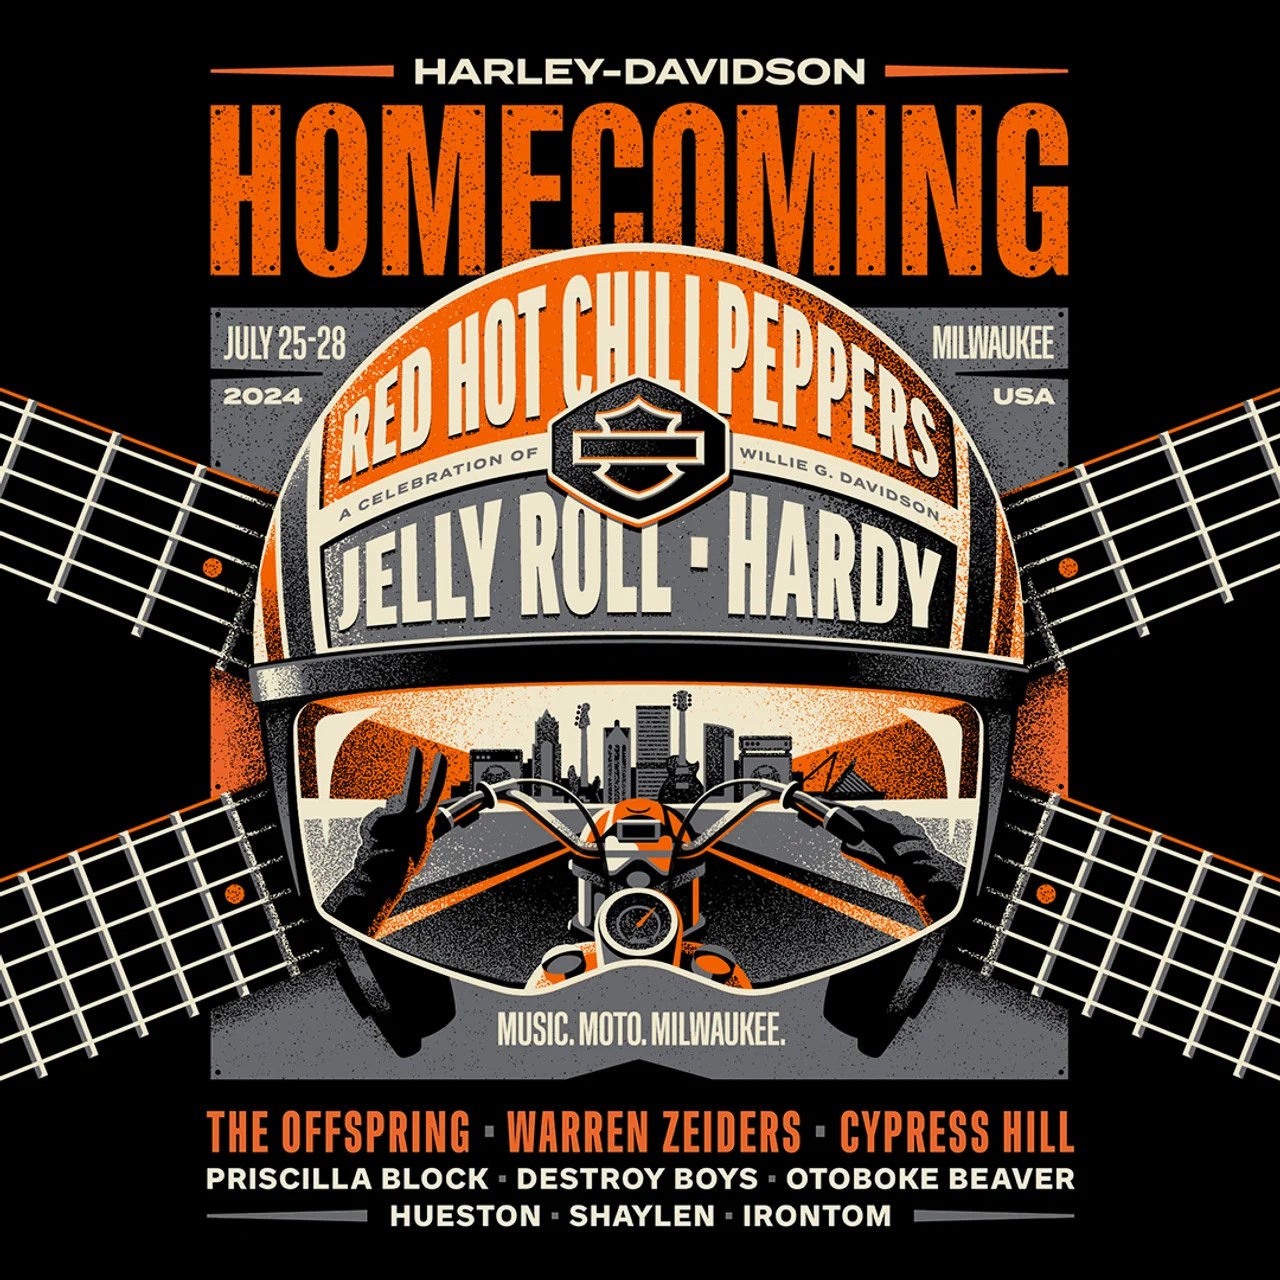 HARLEY-DAVIDSON
HOMECOMING
JULY 25-28
2024
MILWAUKEE
USA
RED HOT CHILI PEPPERS
A CELEBRATION OF WILLIE G. DAVIDSON
JELLY ROLL · HARDY
MUSIC. MOTO. MILWAUKEE.
THE OFFSPRING · WARREN ZEIDERS · CYPRESS HILL
PRISCILLA BLOCK · DESTROY BOYS · OTOBOKE BEAVER
HUESTON · SHAYLEN · IRONTOM